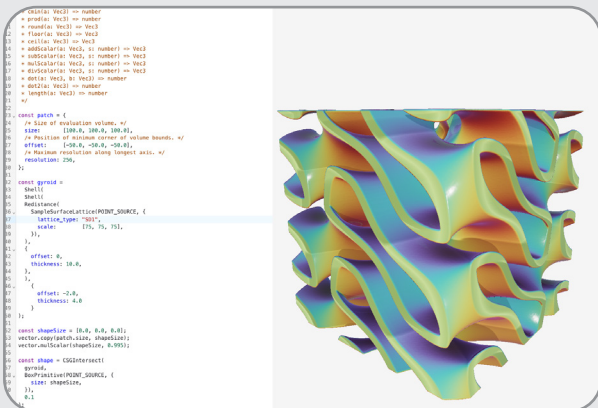 * cmin(a: Vec3) => number
* prod(a: Vec3) => number
* round(a: Vec3) => Vec3
* floor(a: Vec3) => Vec3
* ceil(a: Vec3) => Vec3
* addScalar(a: Vec3, s: number) => Vec3
* subScalar(a: Vec3, s: number) => Vec3
* mulScalar(a: Vec3, s: number) => Vec3
* divScalar(a: Vec3, s: number) => Vec3
* dot(a: Vec3, b: Vec3) => number
* dot2(a: Vec3) => number
* length(a: Vec3) => number
*/
const patch = {
/* Size of evaluation volume. */
size: [100.0, 100.0, 100.0],
/* Position of minimum corner of volume bounds. */
offset: [-50.0, -50.0, -50.0],
/* Maximum resolution along longest axis. */
resolution: 256,
};
const gyroid =
Shell(
Shell(
Redistance(
SampleSurfaceLattice(POINT_SOURCE, {
lattice_type: "SD1",
scale: [75, 75, 75],
}),
),
{
offset: 0,
thickness: 10.0,
},
),
{
offset: -2.0,
thickness: 4.0
}
);
const shapeSize = [0.0, 0.0, 0.0];
vector.copy(patch.size, shapeSize);
vector.mulScalar(shapeSize, 0.995);
const shape = CSGIntersect(
gyroid,
BoxPrimitive(POINT_SOURCE, {
size: shapeSize,
}),
0.1
);